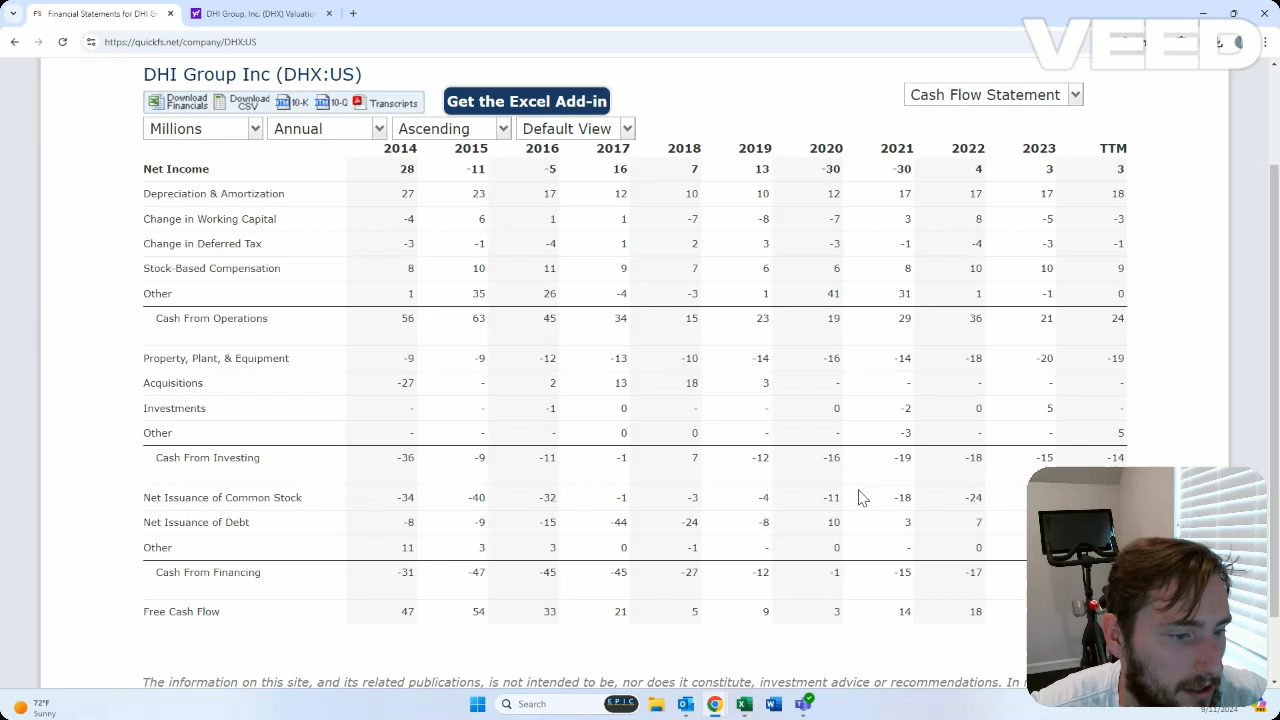 FS Financial Statements for DHI Gr
DHI Group, Inc. (DHX) Valuation
https://quickfs.net/company/DHX:US
VEED
DHI Group Inc (DHX:US)
Download Financials Download CSV 10-K 10-Q Transcripts Get the Excel Add-in Cash Flow Statement
Millions Annual Ascending Default View
2014 2015 2016 2017 2018 2019 2020 2021 2022 2023 TTM
Net Income 28 -11 -5 16 7 13 -30 -30 4 3 3
Depreciation & Amortization 27 23 17 12 10 10 12 17 17 17 18
Change in Working Capital -4 6 1 1 -7 -8 -7 3 8 -5 -3
Change in Deferred Tax -3 -1 -4 1 2 3 -3 -1 -4 -3 -1
Stock-Based Compensation 8 10 11 9 7 6 6 8 10 10 9
Other 1 35 26 -4 -3 1 41 31 1 -1 0
Cash From Operations 56 63 45 34 15 23 19 29 36 21 24
Property, Plant, & Equipment -9 -9 -12 -13 -10 -14 -16 -14 -18 -20 -19
Acquisitions -27 - 2 13 18 3 - - - - -
Investments - - -1 0 - - 0 -2 0 5 -
Other - - - 0 0 - - -3 - - 5
Cash From Investing -36 -9 -11 -1 7 -12 -16 -19 -18 -15 -14
Net Issuance of Common Stock -34 -40 -32 -1 -3 -4 -11 -18 -24
Net Issuance of Debt -8 -9 -15 -44 -24 -8 10 3 7
Other 11 3 3 0 -1 - 0 - 0
Cash From Financing -31 -47 -45 -45 -27 -12 -1 -15 -17
Free Cash Flow 47 54 33 21 5 9 3 14 18
The information on this site, and its related publications, is not intended to be, nor does it constitute, investment advice or recommendations. In
72°F
Sunny
Search
EPIC
9/11/2024